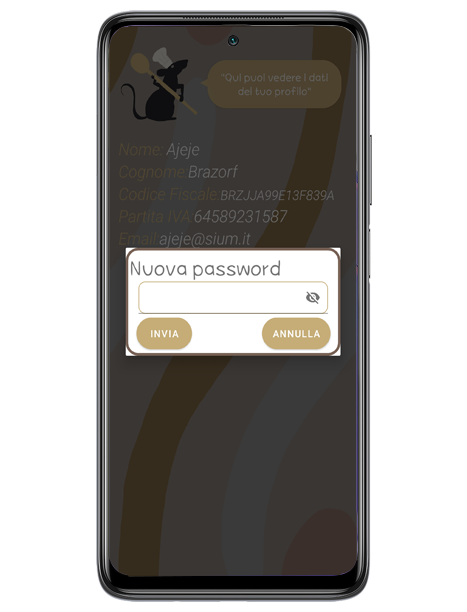 "Qui puoi vedere i dati
del tuo profilo"
Nome: Ajeje
Cognome:Brazorf
Codice Fiscale:BRZJJA99E13F839A
Partita IVA:64589231587
Email:ajeje@sium.it
Nuova password
INVIA ANNULLA